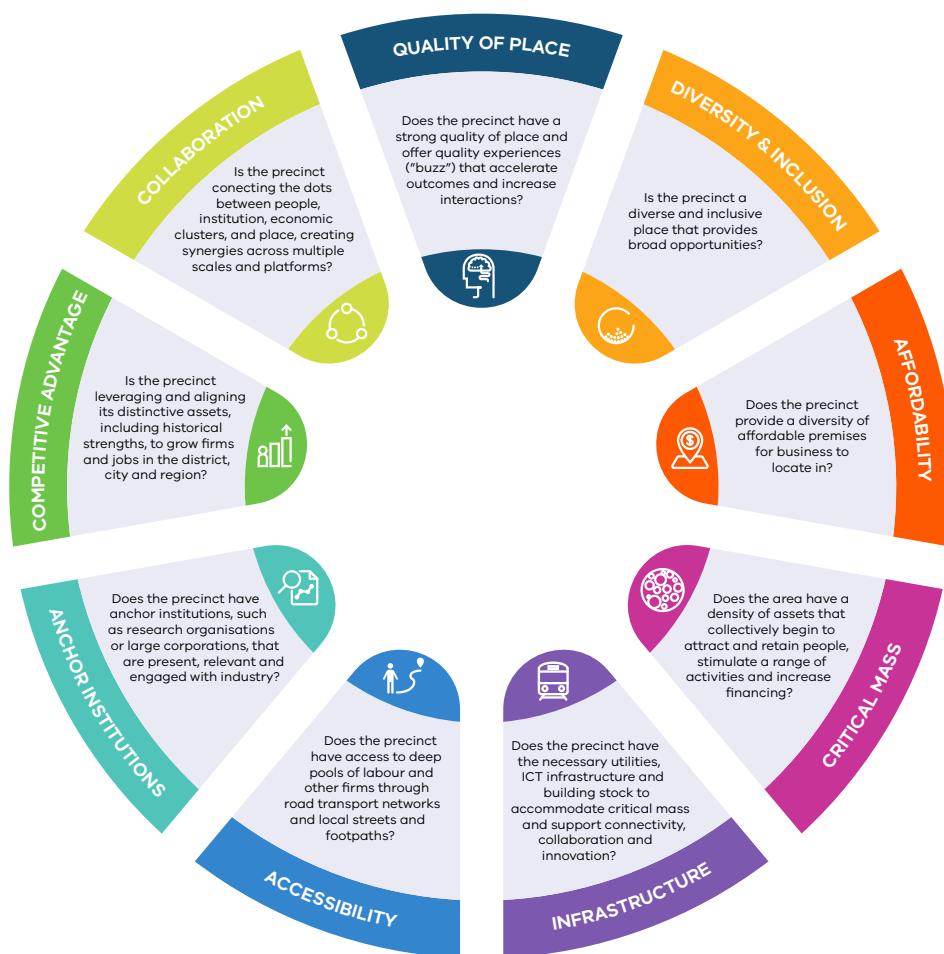 QUALITY OF PLACE
Does the precinct have a
strong quality of place and
offer quality experiences
("buzz") that accelerate
outcomes and increase
interactions?
DIVERSITY & INCLUSION
Is the precinct a
diverse and inclusive
place that provides
broad opportunities?
AFFORDABILITY
Does the precinct
provide a diversity of
affordable premises
for business to
locate in?
CRITICAL MASS
Does the area have a
density of assets that
collectively begin to
attract and retain people,
stimulate a range of
activities and increase
financing?
INFRASTRUCTURE
Does the precinct have
the necessary utilities,
ICT infrastructure and
building stock to
accommodate critical mass
and support connectivity,
collaboration and
innovation?
ACCESSIBILITY
Does the precinct
have access to deep
pools of labour and
other firms through
road transport networks
and local streets and
footpaths?
ANCHOR INSTITUTIONS
Does the precinct have
anchor institutions, such
as research organisations
or large corporations, that
are present, relevant and
engaged with industry?
COMPETITIVE ADVANTAGE
Is the precinct
leveraging and aligning
its distinctive assets,
including historical
strengths, to grow firms
and jobs in the district,
city and region?
COLLABORATION
Is the precinct
conecting the dots
between people,
institution, economic
clusters, and place, creating
synergies across multiple
scales and platforms?
$